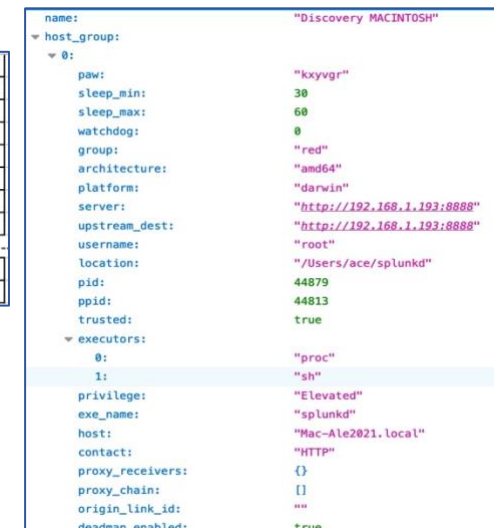 name: "Discovery MACINTOSH"
host_group:
0:
paw: "kxyvgr"
sleep_min: 30
sleep_max: 60
watchdog: 0
group: "red"
architecture: "amd64"
platform: "darwin"
server: "http://192.168.1.193:8888"
upstream_dest: "http://192.168.1.193:8888"
username: "root"
location: "/Users/ace/splunkd"
pid: 44879
ppid: 44813
trusted: true
executors:
0: "proc"
1: "sh"
privilege: "Elevated"
exe_name: "splunkd"
host: "Mac-Ale2021.local"
contact: "HTTP"
proxy_receivers: {}
proxy_chain: []
origin_link_id: ""
deadman_enabled: true